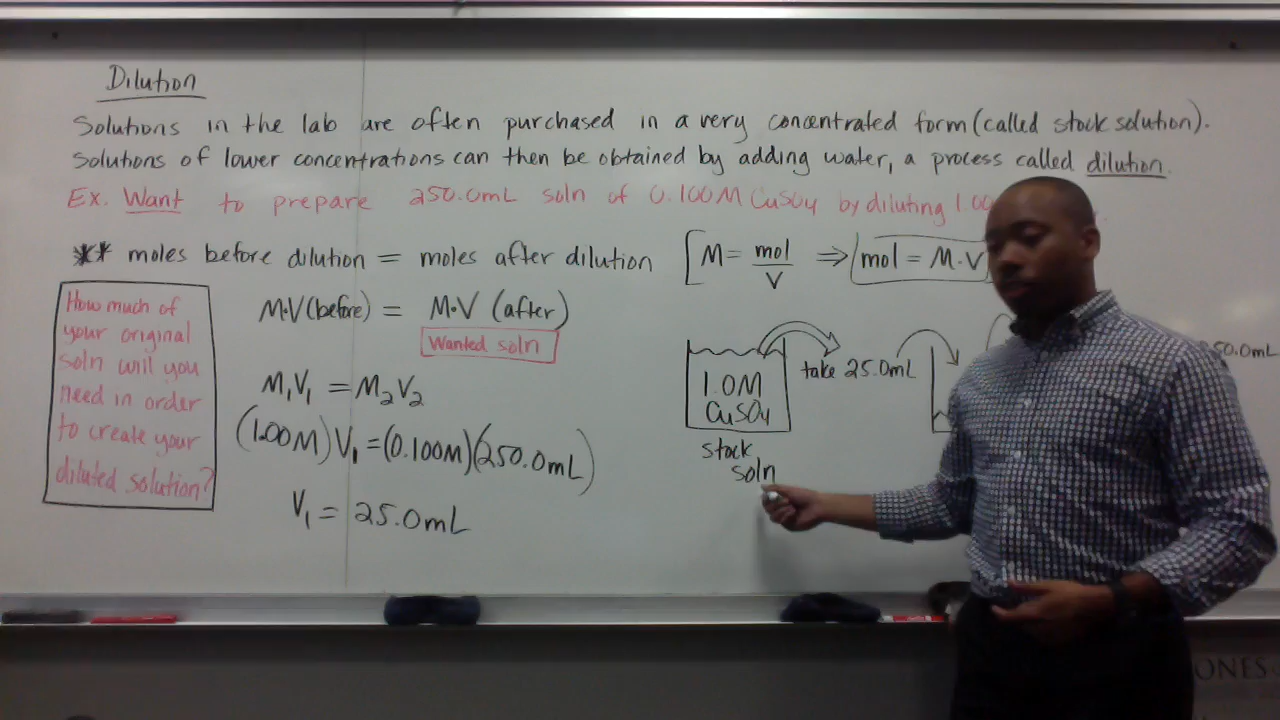 Dilution
Solutions in the lab are often purchased in a very concentrated form (called stock solution).
Solutions of lower concentrations can then be obtained by adding water, a process called dilution.
Ex. Want to prepare 250.0mL soln of 0.100M CuSO4 by diluting 1.00
** moles before dilution = moles after dilution [M = mol/V ⇒ mol = M·V
How much of
your original
soln will you
need in order
to create your
diluted solution?
M·V (before) = M·V (after)
Wanted soln
M₁V₁ = M₂V₂
(1.00M) V₁ = (0.100M)(250.0mL)
V₁ = 25.0mL
1.0M
CuSO4
stock
soln
take 25.0mL
50.0mL
ONES